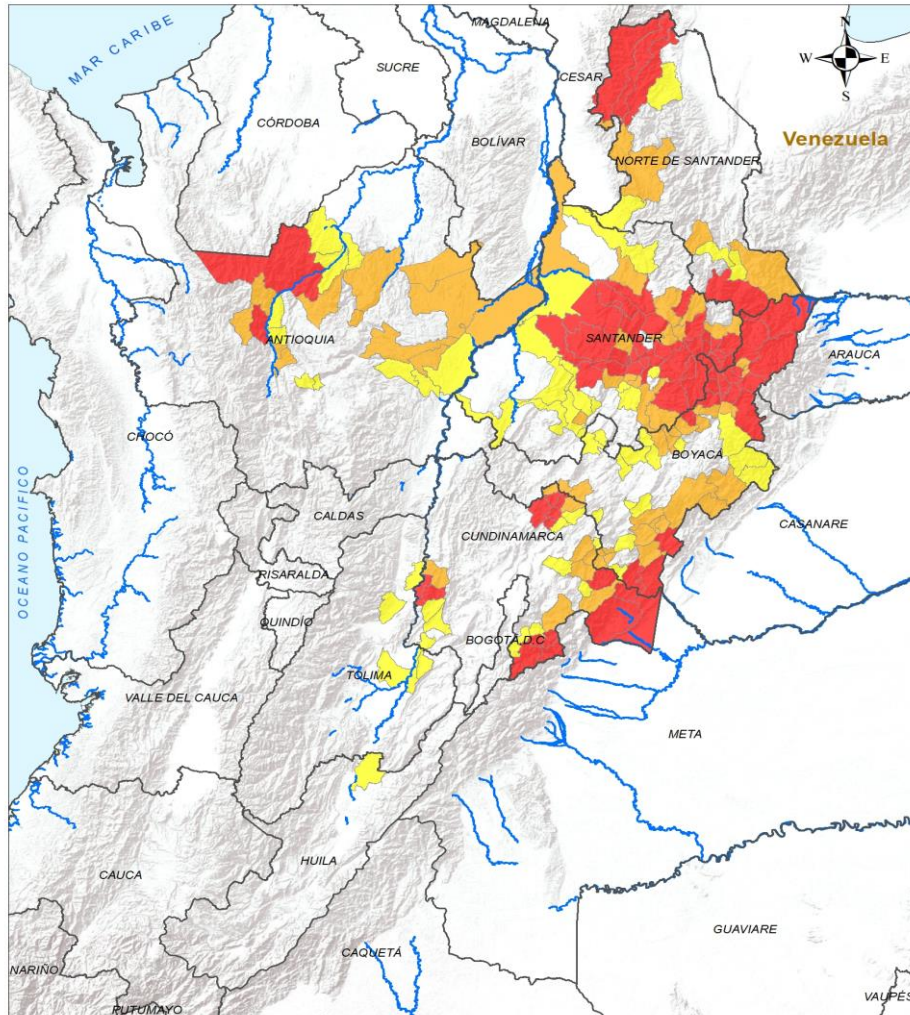 MAGDALENA
MAR CARIBE
N
W
E
S
SUCRE
CESAR
CÓRDOBA
BOLÍVAR
Venezuela
NORTE DE SANTANDER
ANTIOQUIA
SANTANDER
ARAUCA
CHOCÓ
BOYACA
OCEANO PACIFICO
CALDAS
CASANARE
CUNDINAMARCA
RISARALDA
QUINDIO
BOGOTÁ, D.C
TOLIMA
VALLE DEL CAUCA
META
HUILA
CAUCA
CAQUETÁ
GUAVIARE
NARIÑO
VAUPÉS
PUTUMAYO